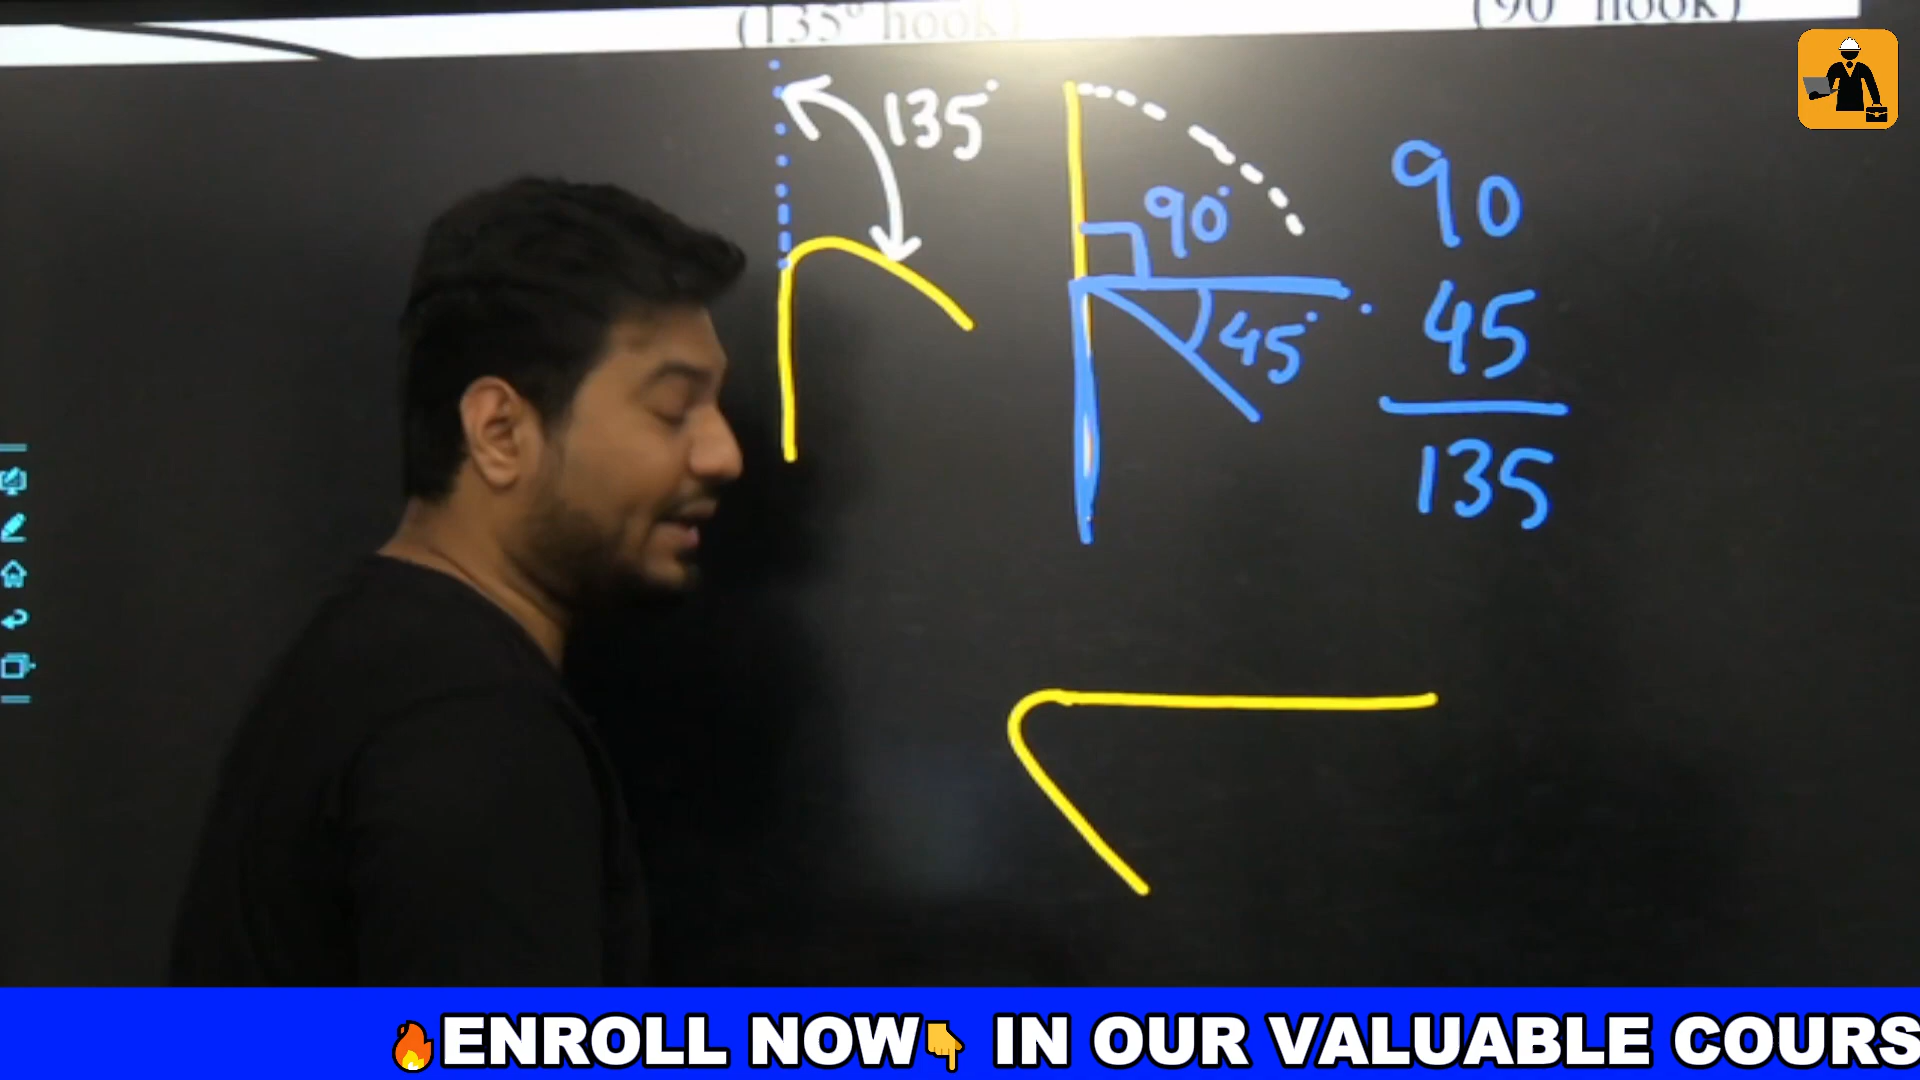 (135° hook)
(90° hook)
135°
90°
45°
90
45
135
🔥ENROLL NOW👇 IN OUR VALUABLE COURS